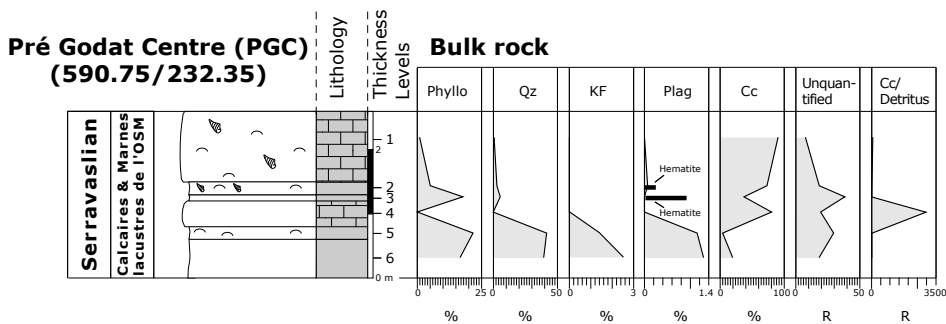 Pré Godat Centre (PGC)
(590.75/232.35)
Lithology
Thickness
Levels
Bulk rock
Phyllo
Qz
KF
Plag
Cc
Unquan-
tified
Cc/
Detritus
Serravaslian
Calcaires & Marnes
lacustres de l'OSM
1
2
2
3
4
5
6
0 m
Hematite
Hematite
0 25
0 50
0 3
0 1.4
0 100
0 50
0 3500
%
%
%
%
%
R
R